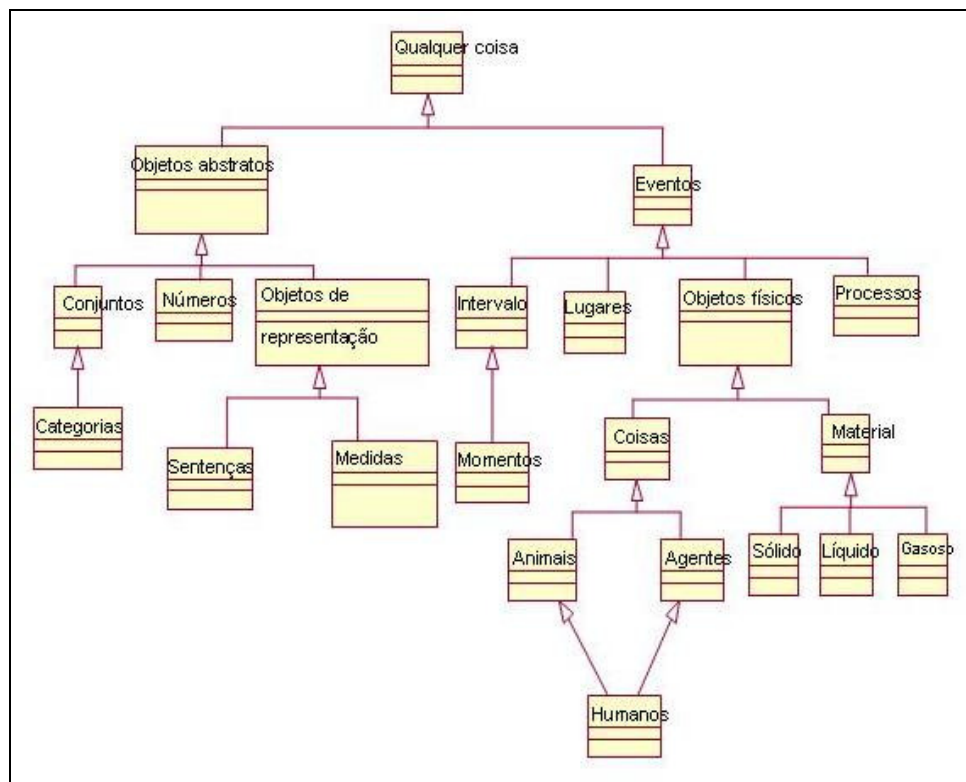 Qualquer coisa
Objetos abstratos
Eventos
Conjuntos
Números
Objetos de
representação
Intervalo
Lugares
Objetos físicos
Processos
Categorias
Sentenças
Medidas
Momentos
Coisas
Material
Animais
Agentes
Sólido
Líquido
Gasoso
Humanos